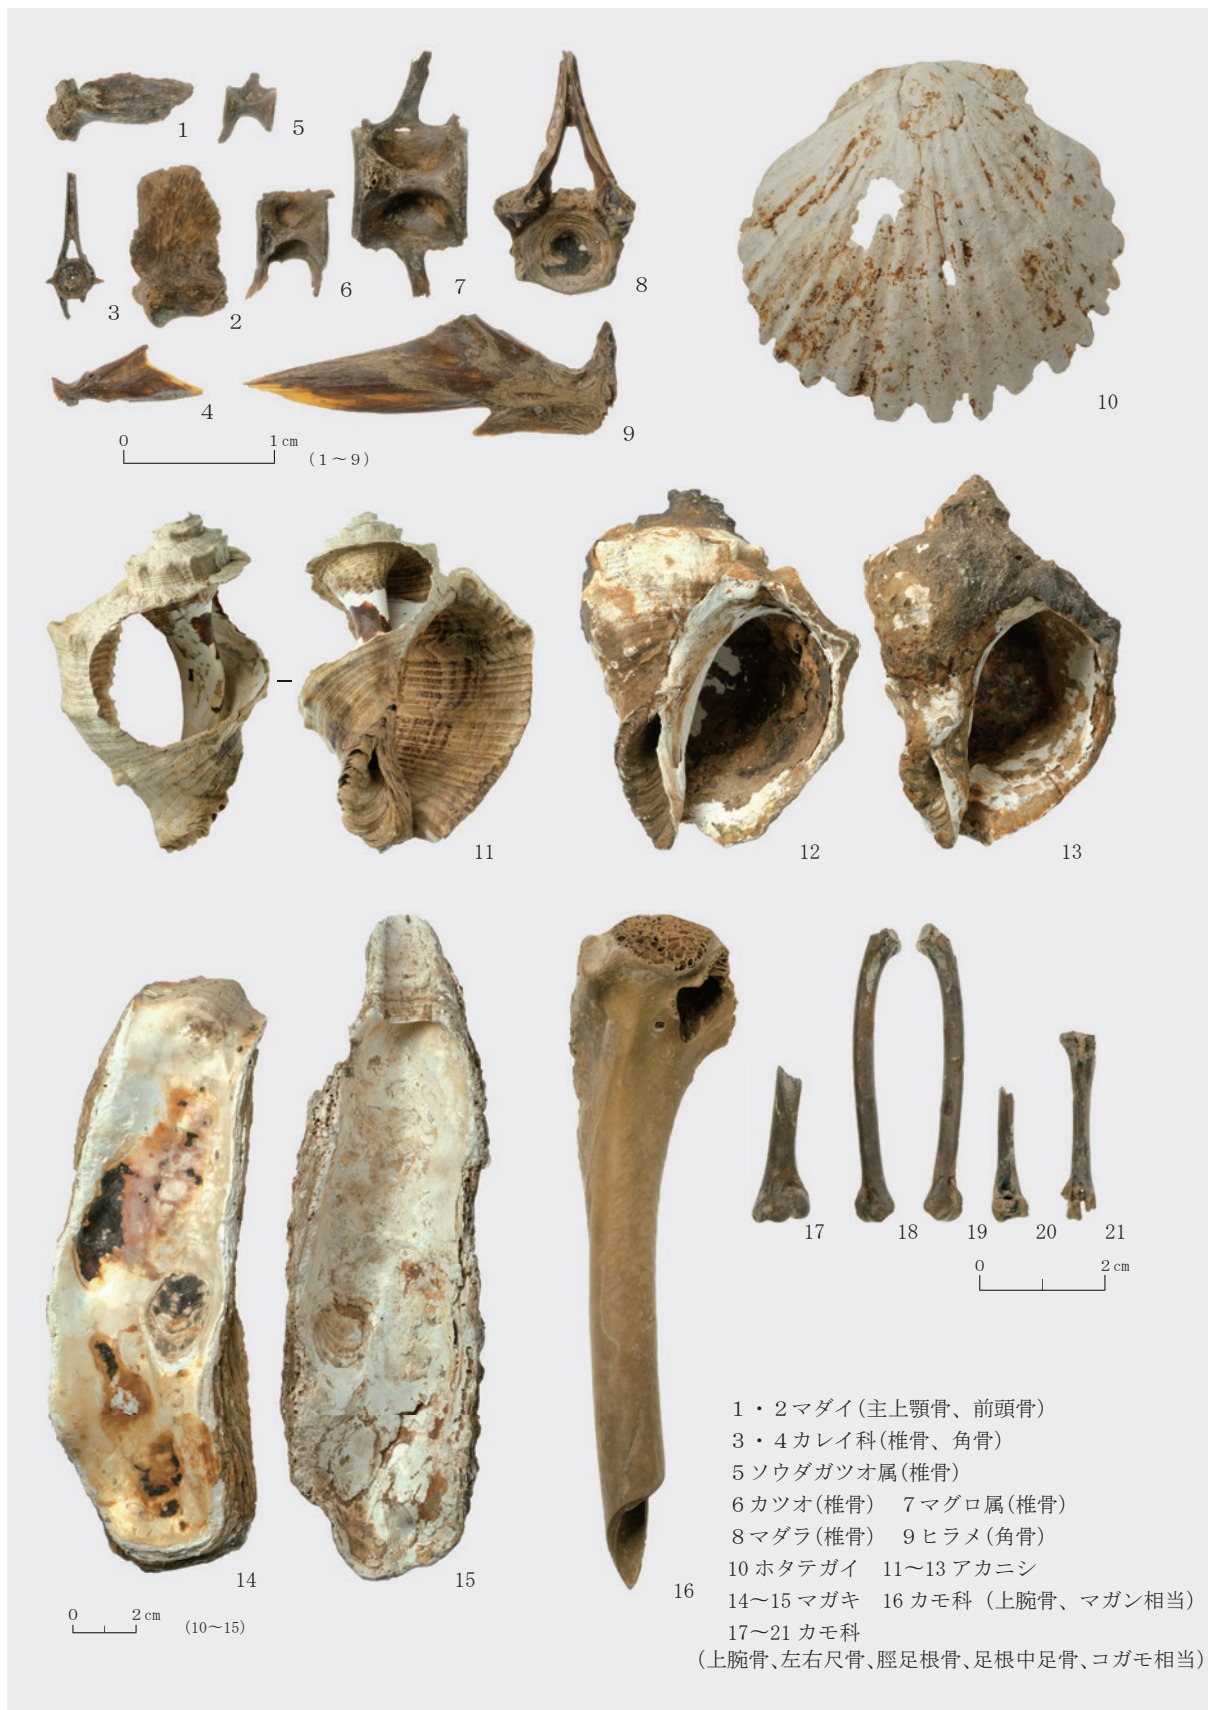 1
5
7
8
3
2
6
4
9
10
0 1cm (1～9)
11
12
13
14
15
16
17
18
19
20
21
0 2cm
0 2cm (10～15)
1・2マダイ(主上顎骨、前頭骨)
3・4カレイ科(椎骨、角骨)
5ソウダガツオ属(椎骨)
6カツオ(椎骨) 7マグロ属(椎骨)
8マダラ(椎骨) 9ヒラメ(角骨)
10 ホタテガイ 11～13 アカニシ
14～15 マガキ 16 カモ科 (上腕骨、マガン相当)
17～21 カモ科
(上腕骨、左右尺骨、脛足根骨、足根中足骨、コガモ相当)